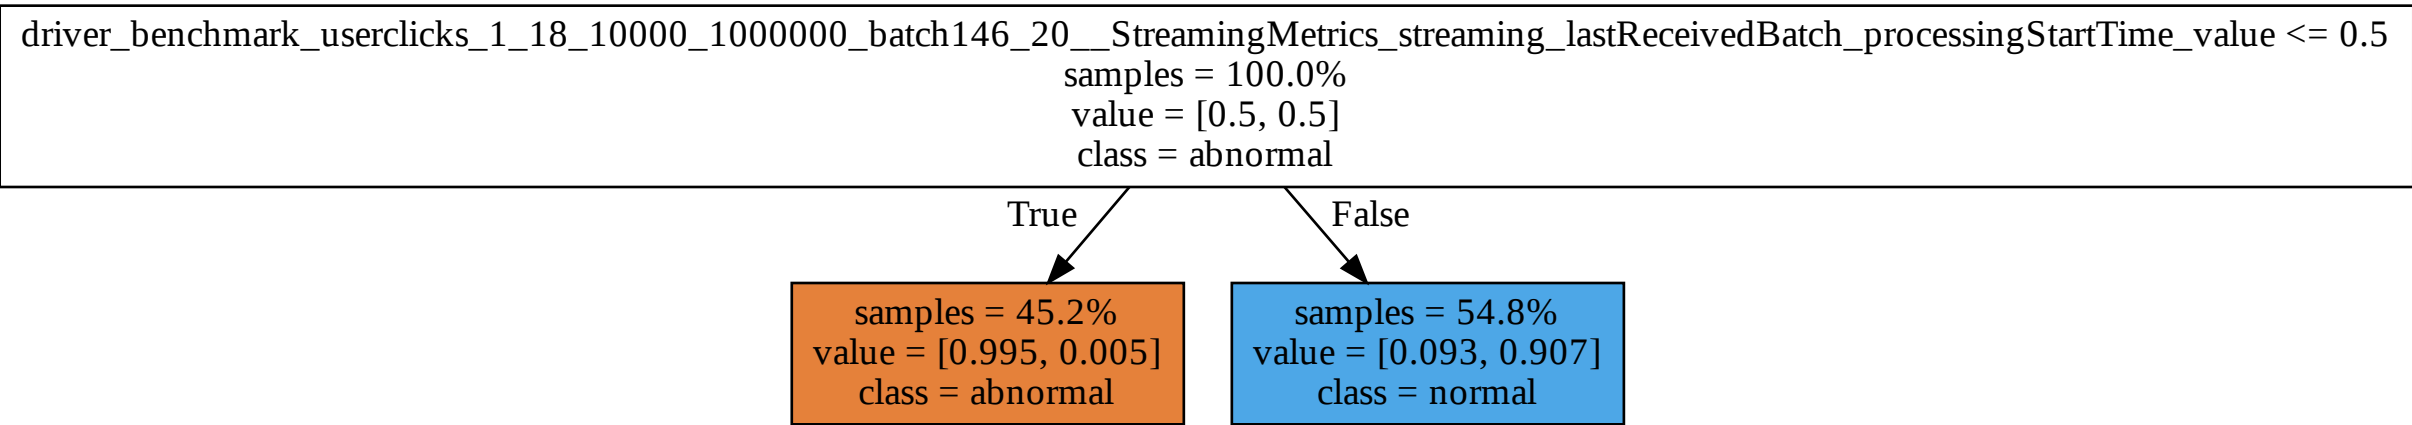 driver_benchmark_userclicks_1_18_10000_1000000_batch146_20__StreamingMetrics_streaming_lastReceivedBatch_processingStartTime_value <= 0.5
samples = 100.0%
value = [0.5, 0.5]
class = abnormal
True
False
samples = 45.2%
value = [0.995, 0.005]
class = abnormal
samples = 54.8%
value = [0.093, 0.907]
class = normal